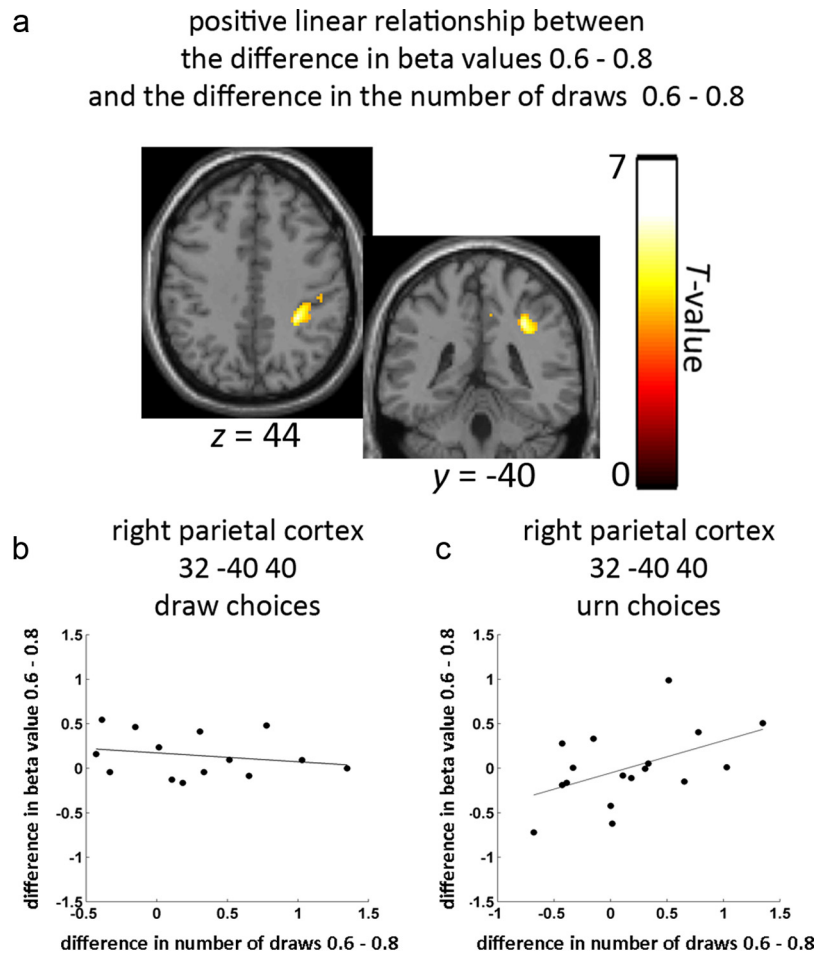 a
positive linear relationship between
the difference in beta values 0.6 - 0.8
and the difference in the number of draws 0.6 - 0.8
7
T-value
0
z = 44
y = -40
b
right parietal cortex
32 -40 40
draw choices
1.5
1
0.5
0
-0.5
-1
-1.5
difference in beta value 0.6 - 0.8
-0.5
0
0.5
1
1.5
difference in number of draws 0.6 - 0.8
c
right parietal cortex
32 -40 40
urn choices
1.5
1
0.5
0
-0.5
-1
-1.5
difference in beta value 0.6 - 0.8
-1
-0.5
0
0.5
1
1.5
difference in number of draws 0.6 - 0.8